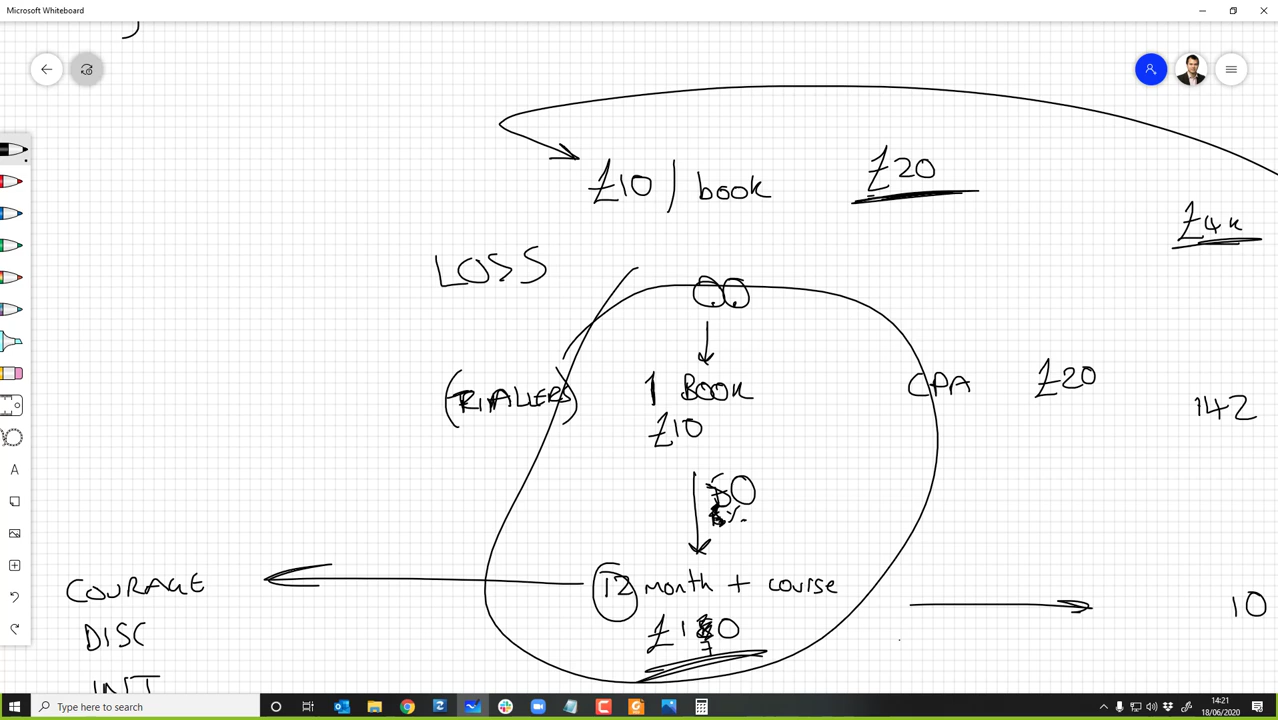 Microsoft Whiteboard
£10 / book
£20
£4K
LOSS
1 BOOK
£10
CPA
£20
142
12 month + course
10
COURAGE
DISC
INT
A
Type here to search
14:21
18/06/2020